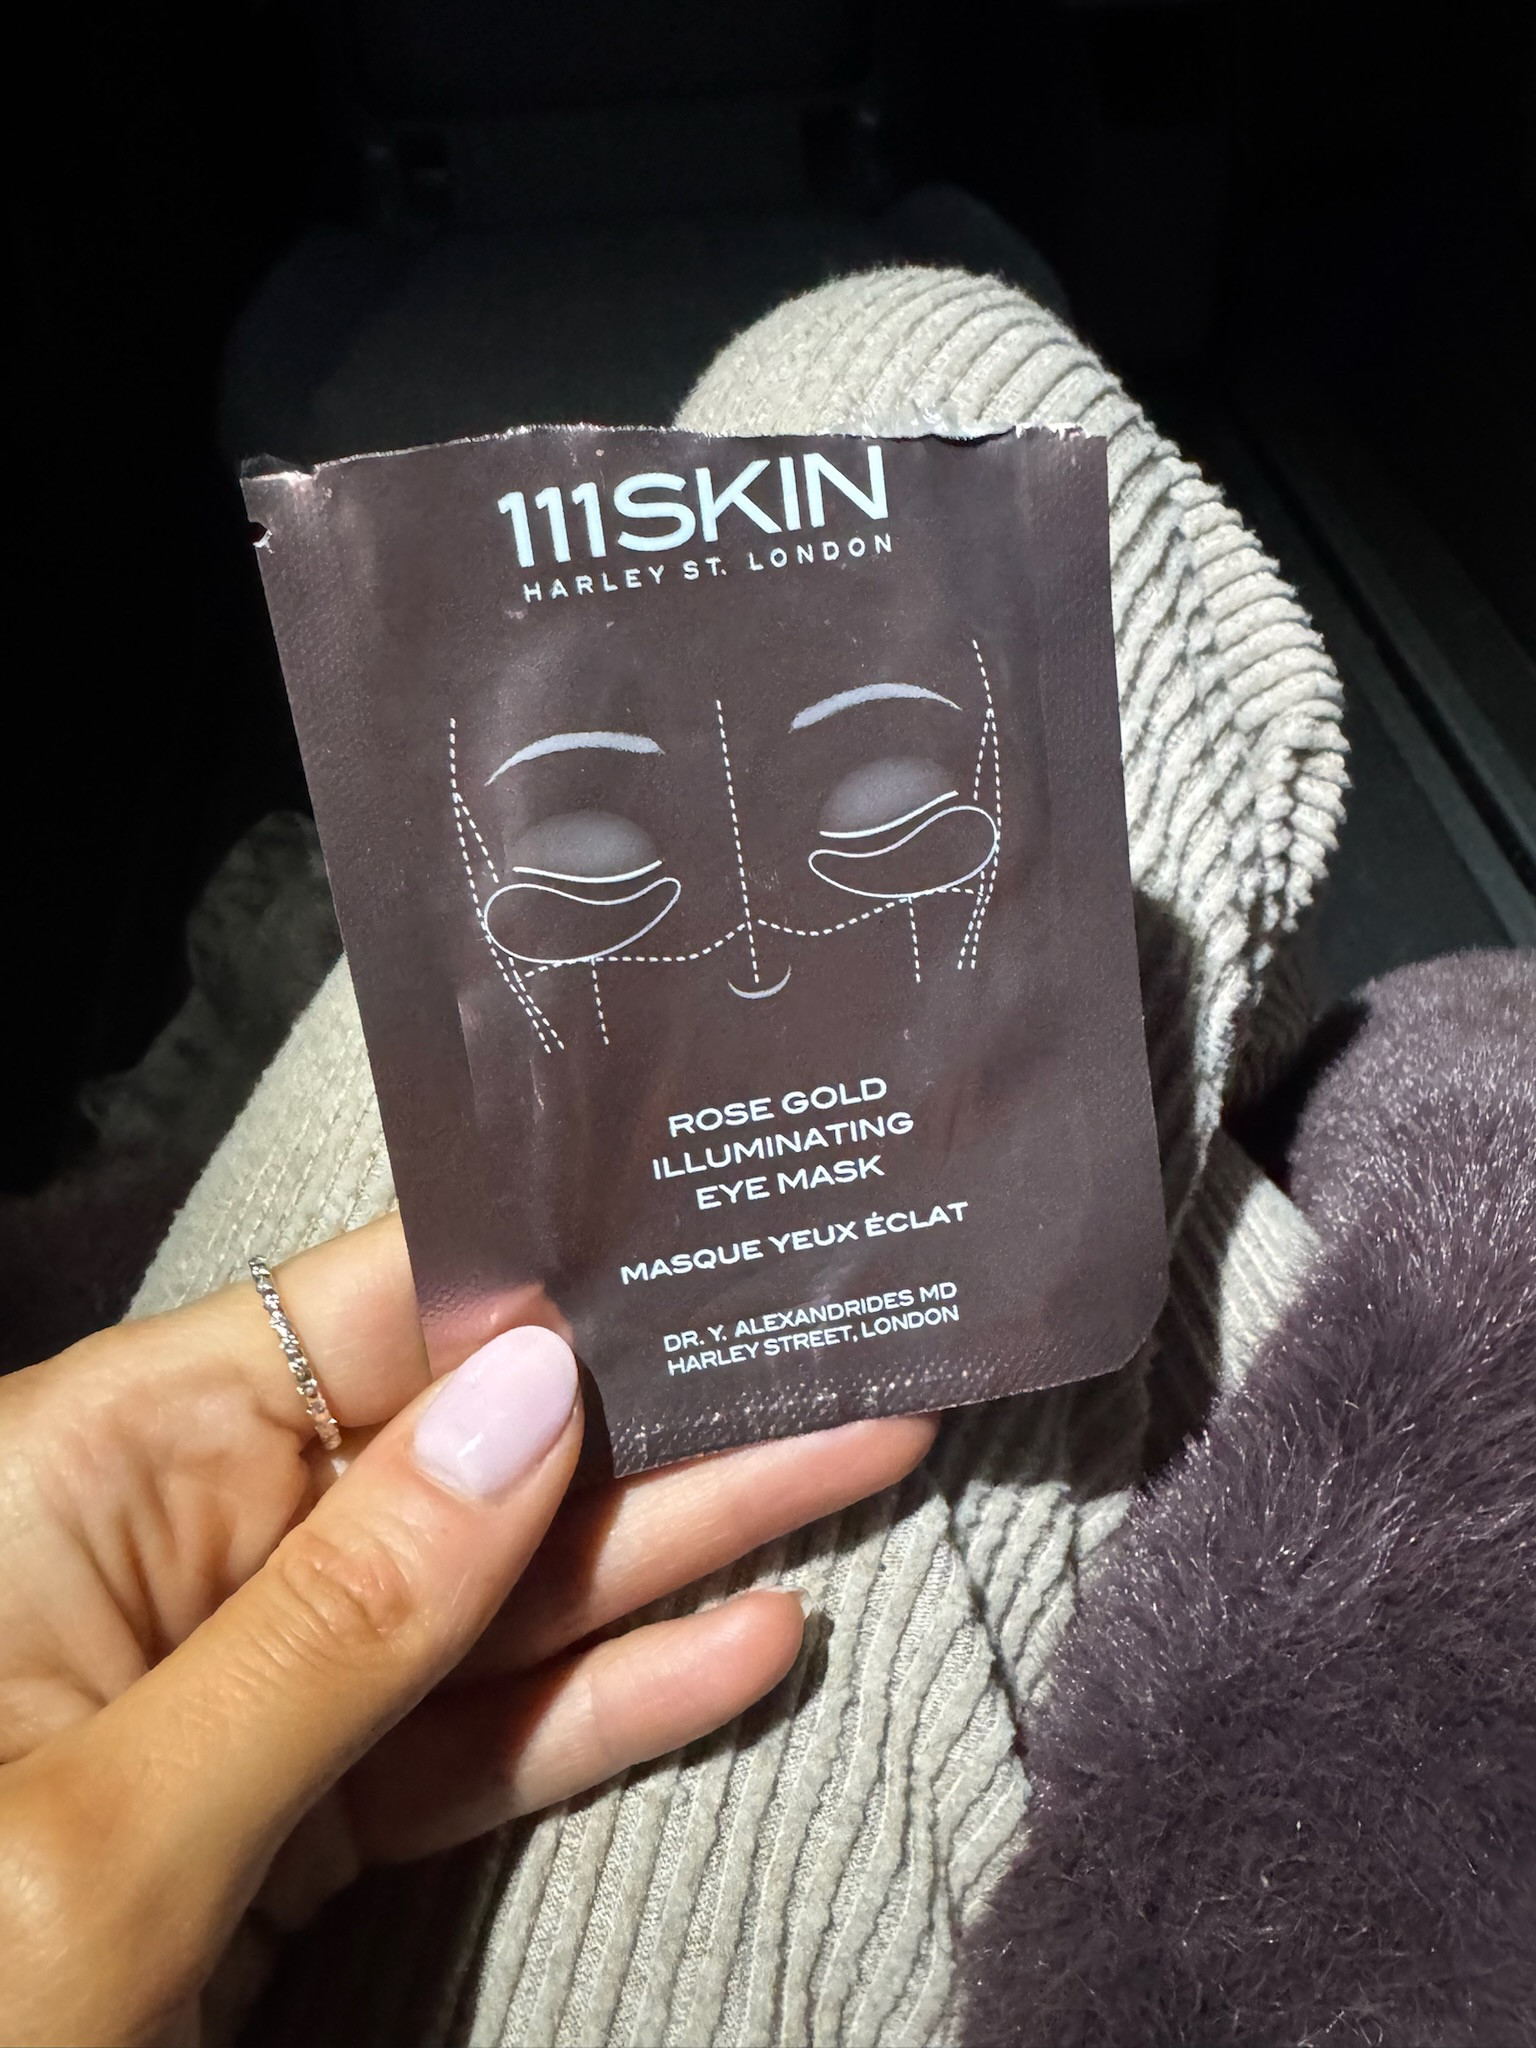 111SKIN
HARLEY ST. LONDON
ROSE GOLD
ILLUMINATING
EYE MASK
MASQUE YEUX ÉCLAT
DR. Y. ALEXANDRIDES MD
HARLEY STREET, LONDON